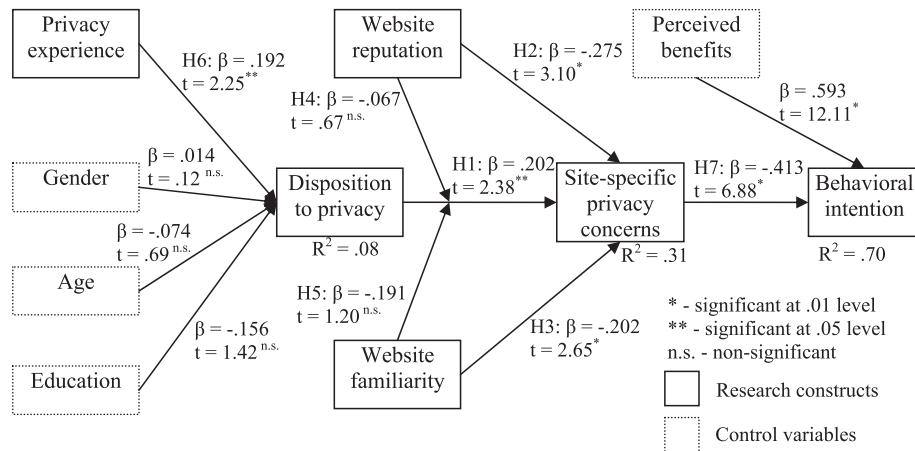 Privacy
experience
H6: β = .192
t = 2.25**
Gender
β = .014
t = .12 n.s.
Age
β = -.074
t = .69 n.s.
Education
β = -.156
t = 1.42 n.s.
Disposition
to privacy
R² = .08
Website
reputation
H4: β = -.067
t = .67 n.s.
H2: β = -.275
t = 3.10*
H1: β = .202
t = 2.38**
H5: β = -.191
t = 1.20 n.s.
Website
familiarity
H3: β = -.202
t = 2.65*
Site-specific
privacy
concerns
R² = .31
Perceived
benefits
β = .593
t = 12.11*
H7: β = -.413
t = 6.88*
Behavioral
intention
R² = .70
* - significant at .01 level
** - significant at .05 level
n.s. - non-significant
Research constructs
Control variables